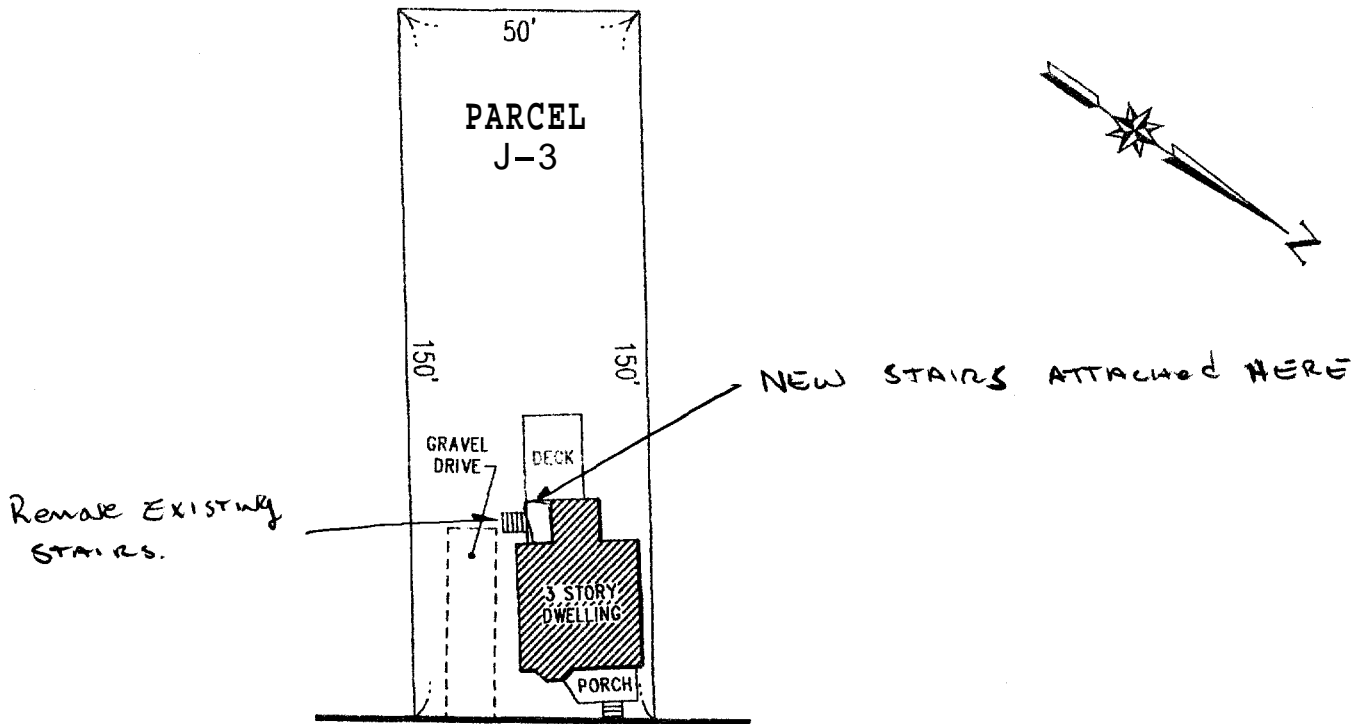 50'
PARCEL
J-3
N
150'
150'
NEW STAIRS ATTACHED HERE
GRAVEL
DRIVE
DECK
Remove EXISTING
STAIRS.
3 STORY
DWELLING
PORCH